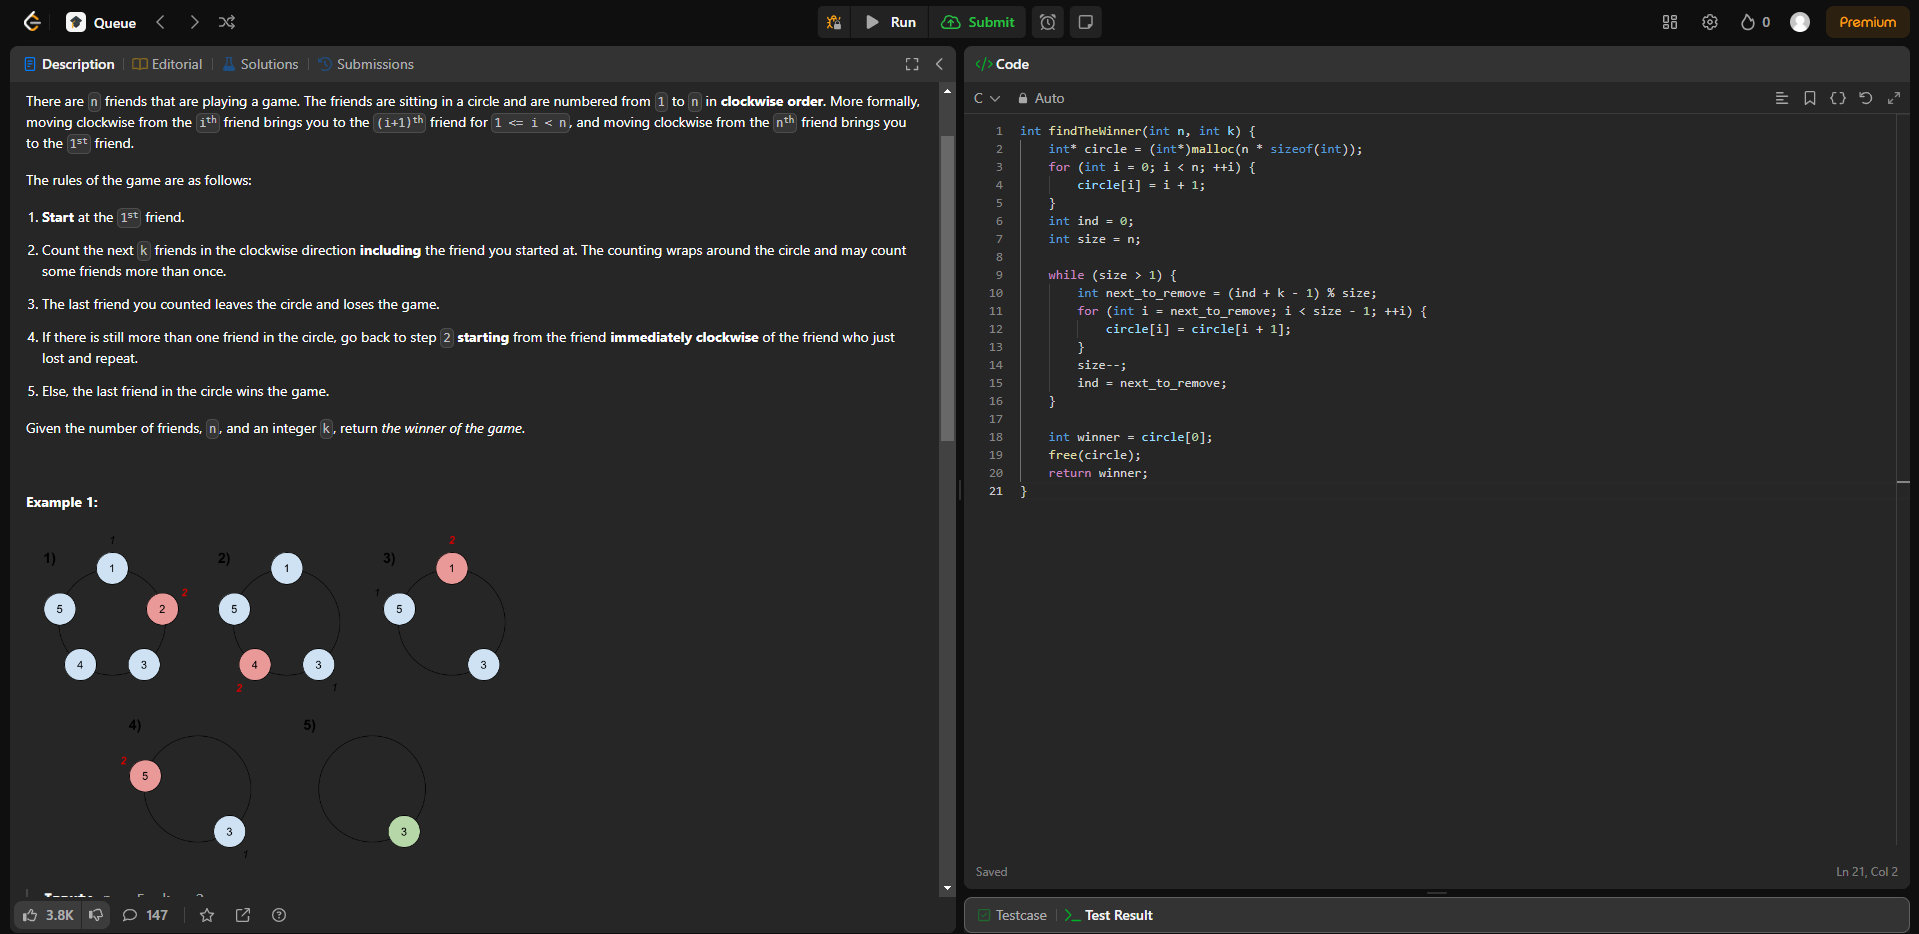 Queue
Run
Submit
0
Premium
Description
Editorial
Solutions
Submissions
There are n friends that are playing a game. The friends are sitting in a circle and are numbered from 1 to n in clockwise order. More formally,
moving clockwise from the ith friend brings you to the (i+1)th friend for 1 <= i < n, and moving clockwise from the nth friend brings you
to the 1st friend.
The rules of the game are as follows:
1. Start at the 1st friend.
2. Count the next k friends in the clockwise direction including the friend you started at. The counting wraps around the circle and may count
some friends more than once.
3. The last friend you counted leaves the circle and loses the game.
4. If there is still more than one friend in the circle, go back to step 2 starting from the friend immediately clockwise of the friend who just
lost and repeat.
5. Else, the last friend in the circle wins the game.
Given the number of friends, n, and an integer k, return the winner of the game.
Example 1:
1)
1
1
5
2
2
4
3
2)
1
5
4
3
2
1
3)
2
1
1
5
3
4)
2
5
3
1
5)
3
3.8K
147
Code
C
Auto
1 int findTheWinner(int n, int k) {
2 int* circle = (int*)malloc(n * sizeof(int));
3 for (int i = 0; i < n; ++i) {
4 circle[i] = i + 1;
5 }
6 int ind = 0;
7 int size = n;
8
9 while (size > 1) {
10 int next_to_remove = (ind + k - 1) % size;
11 for (int i = next_to_remove; i < size - 1; ++i) {
12 circle[i] = circle[i + 1];
13 }
14 size--;
15 ind = next_to_remove;
16 }
17
18 int winner = circle[0];
19 free(circle);
20 return winner;
21 }
Saved
Ln 21, Col 2
Testcase
Test Result